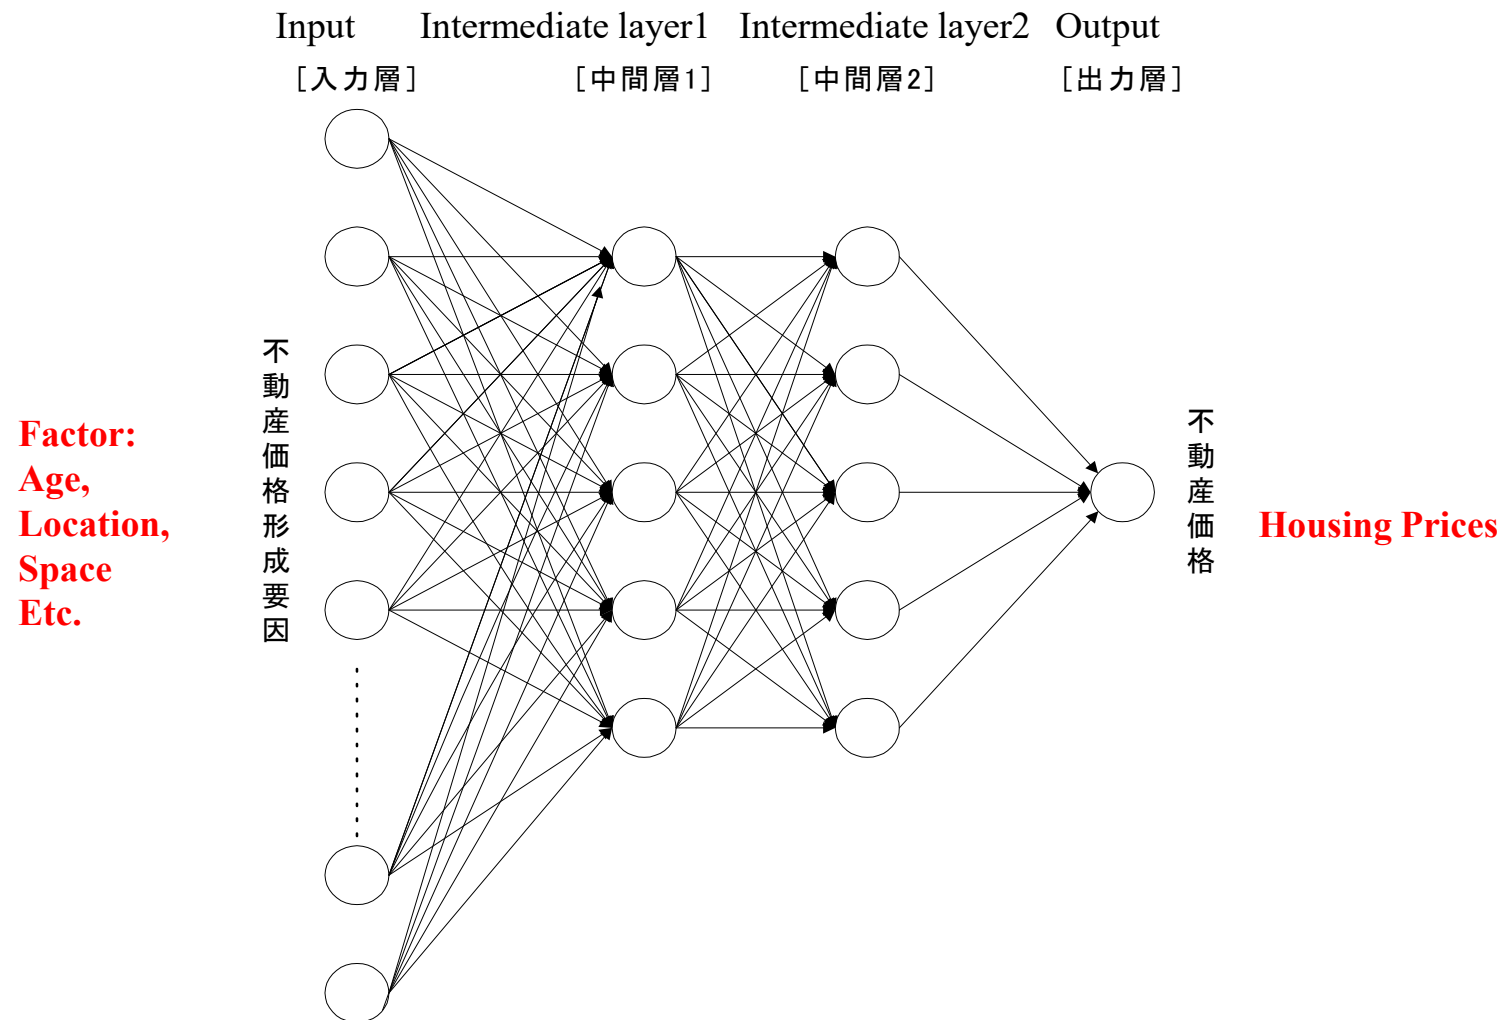 Input Intermediate layer1 Intermediate layer2 Output
[入力層] [中間層1] [中間層2] [出力層]
Factor:
Age,
Location,
Space
Etc.
不動産価格形成要因
不動産価格
Housing Prices